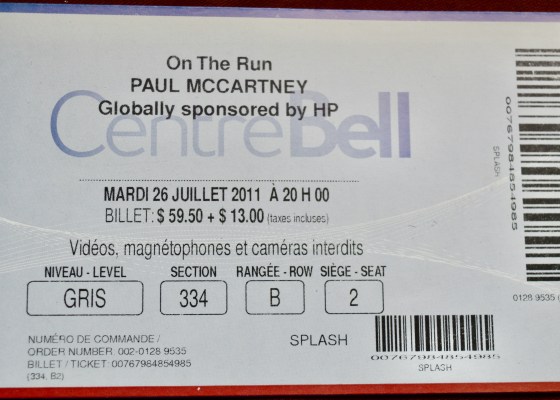 On The Run
PAUL MCCARTNEY
Globally sponsored by HP
CentreBell
MARDI 26 JUILLET 2011 À 20 H 00
BILLET: $ 59.50 + $ 13.00 (taxes incluses)
Vidéos, magnétophones et caméras interdits
NIVEAU - LEVEL SECTION RANGÉE - ROW SIÈGE - SEAT
GRIS 334 B 2
NUMÉRO DE COMMANDE /
ORDER NUMBER: 002-0128 9535
BILLET / TICKET: 00767984854985
(334, B2)
SPLASH
00767984854985
SPLASH
00767984854985
SPLASH
0128 9535